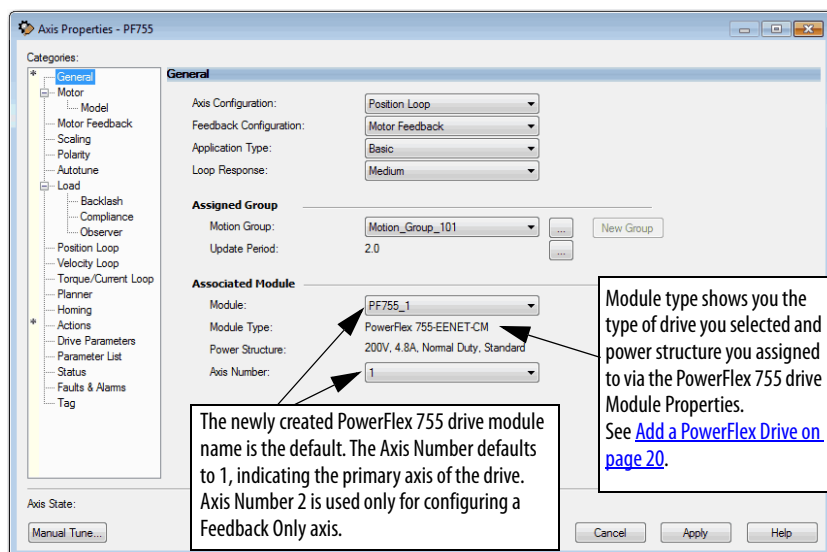 Axis Properties - PF755
Categories:
* General
Motor
Model
Motor Feedback
Scaling
Polarity
Autotune
Load
Backlash
Compliance
Observer
Position Loop
Velocity Loop
Torque/Current Loop
Planner
Homing
* Actions
Drive Parameters
Parameter List
Status
Faults & Alarms
Tag
General
Axis Configuration: Position Loop
Feedback Configuration: Motor Feedback
Application Type: Basic
Loop Response: Medium
Assigned Group
Motion Group: Motion_Group_101 ... New Group
Update Period: 2.0 ...
Associated Module
Module: PF755_1
Module Type: PowerFlex 755-EENET-CM
Power Structure: 200V, 4.8A, Normal Duty, Standard
Axis Number: 1
Module type shows you the
type of drive you selected and
power structure you assigned
to via the PowerFlex 755 drive
Module Properties.
See Add a PowerFlex Drive on
page 20.
The newly created PowerFlex 755 drive module
name is the default. The Axis Number defaults
to 1, indicating the primary axis of the drive.
Axis Number 2 is used only for configuring a
Feedback Only axis.
Axis State:
Manual Tune... Cancel Apply Help